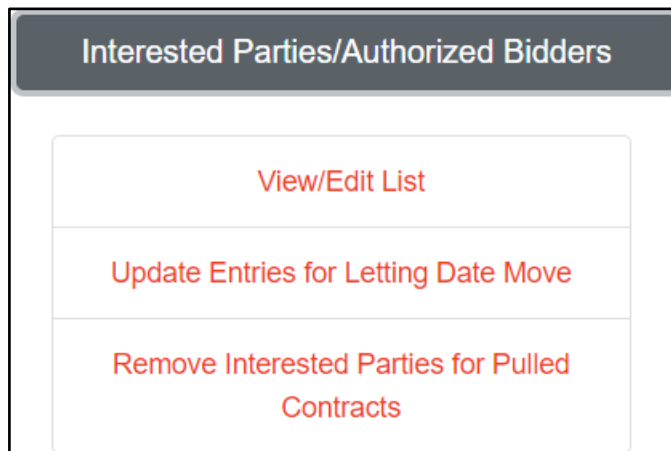 Interested Parties/Authorized Bidders
View/Edit List
Update Entries for Letting Date Move
Remove Interested Parties for Pulled
Contracts